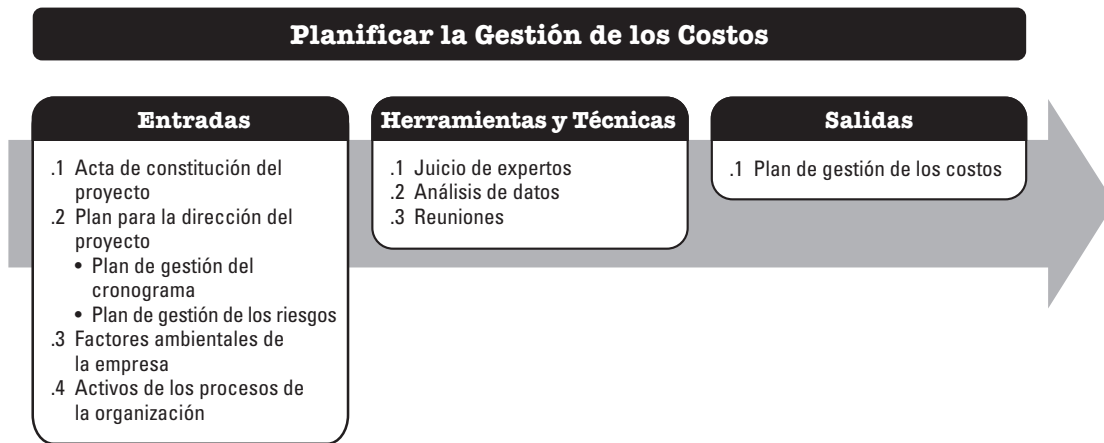 Planificar la Gestión de los Costos
Entradas
.1 Acta de constitución del
proyecto
.2 Plan para la dirección del
proyecto
• Plan de gestión del
cronograma
• Plan de gestión de los riesgos
.3 Factores ambientales de
la empresa
.4 Activos de los procesos de
la organización
Herramientas y Técnicas
.1 Juicio de expertos
.2 Análisis de datos
.3 Reuniones
Salidas
.1 Plan de gestión de los costos